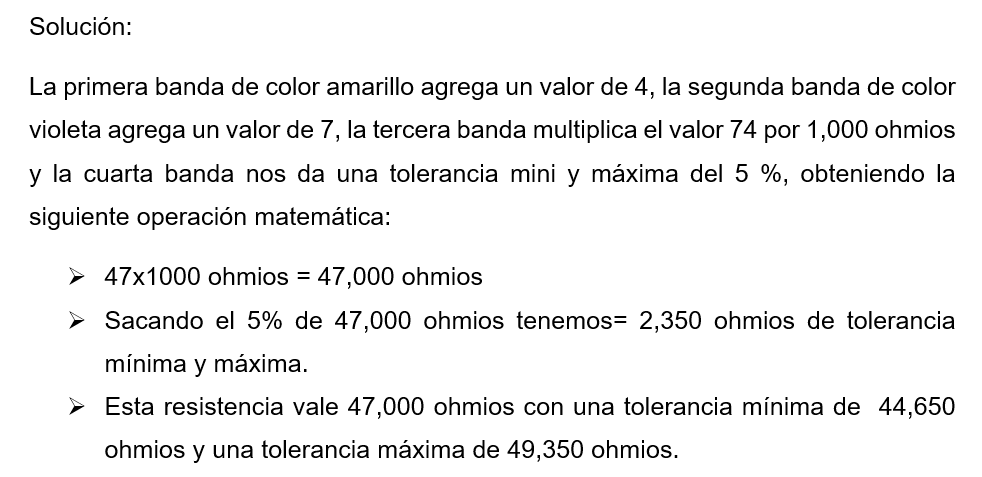 Solución:
La primera banda de color amarillo agrega un valor de 4, la segunda banda de color
violeta agrega un valor de 7, la tercera banda multiplica el valor 74 por 1,000 ohmios
y la cuarta banda nos da una tolerancia mini y máxima del 5 %, obteniendo la
siguiente operación matemática:
➢ 47x1000 ohmios = 47,000 ohmios
➢ Sacando el 5% de 47,000 ohmios tenemos= 2,350 ohmios de tolerancia
mínima y máxima.
➢ Esta resistencia vale 47,000 ohmios con una tolerancia mínima de 44,650
ohmios y una tolerancia máxima de 49,350 ohmios.